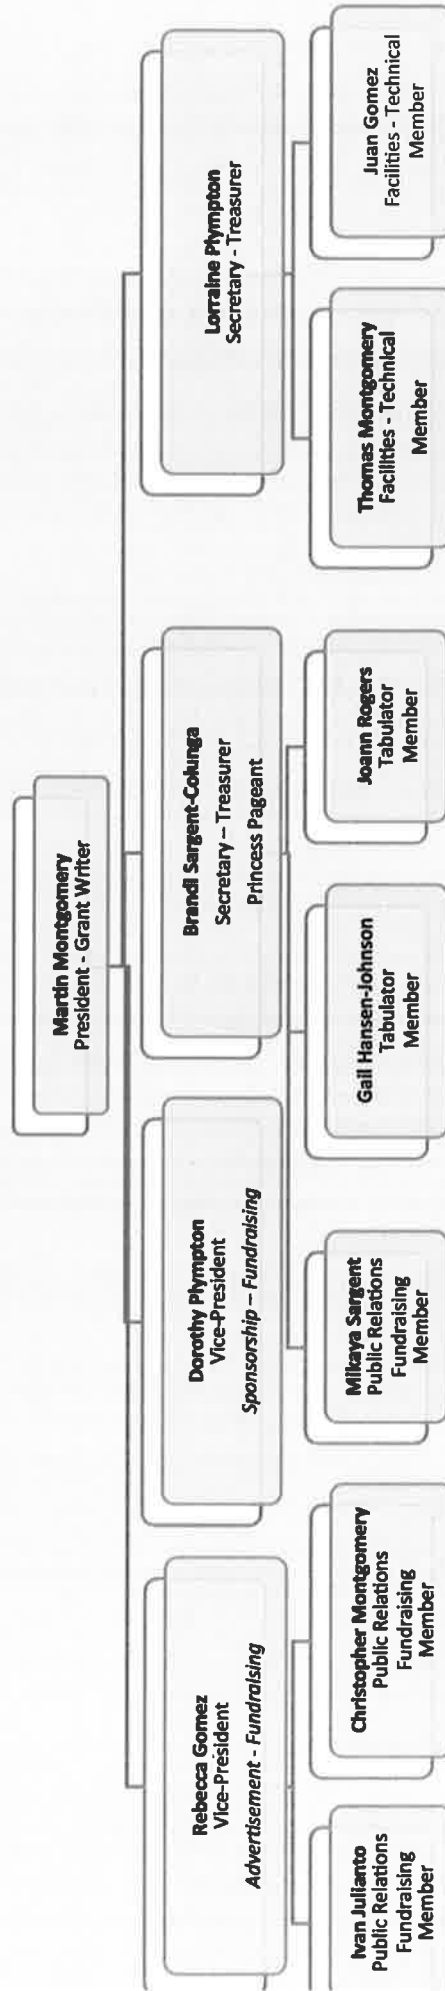 Martin Montgomery
President - Grant Writer
Rebecca Gomez
Vice-President
Advertisement - Fundraising
Dorothy Plympton
Vice-President
Sponsorship – Fundraising
Brandi Sargent-Colunga
Secretary – Treasurer
Princess Pageant
Lorraine Plympton
Secretary - Treasurer
Ivan Julianto
Public Relations
Fundraising
Member
Christopher Montgomery
Public Relations
Fundraising
Member
Mikaya Sargent
Public Relations
Fundraising
Member
Gail Hansen-Johnson
Tabulator
Member
Joann Rogers
Tabulator
Member
Thomas Montgomery
Facilities - Technical
Member
Juan Gomez
Facilities - Technical
Member